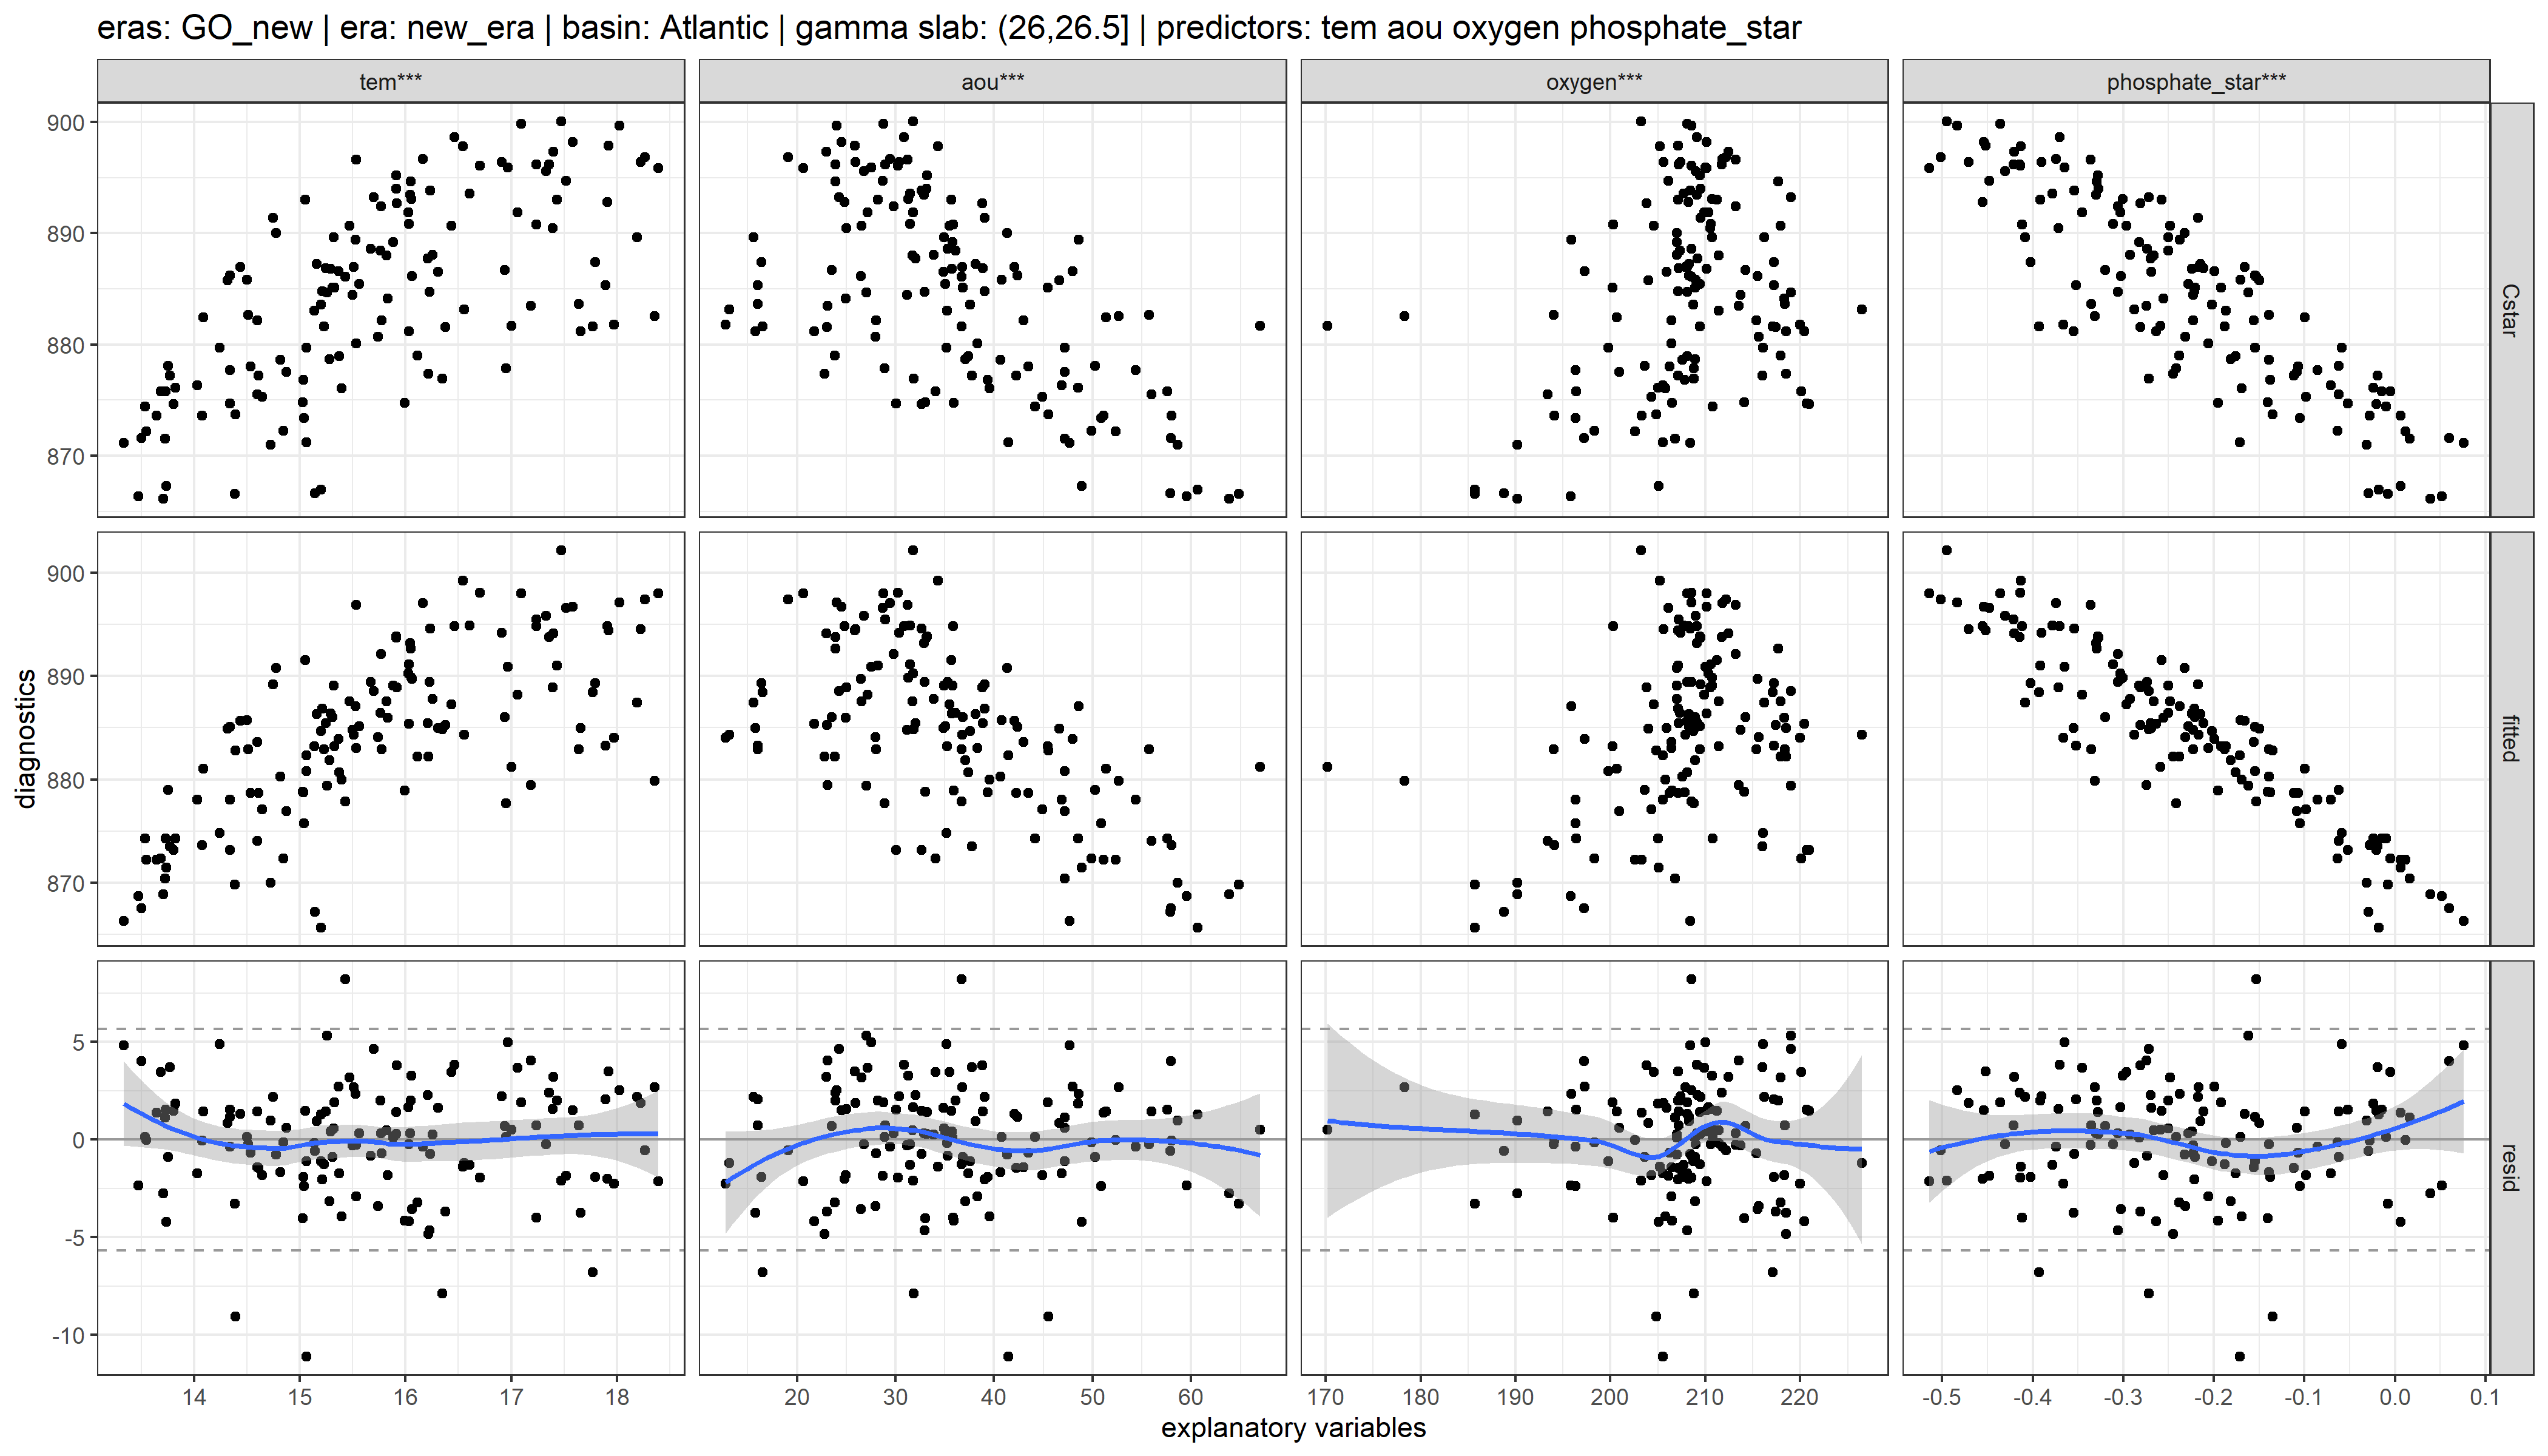 eras: GO_new | era: new_era | basin: Atlantic | gamma slab: (26,26.5] | predictors: tem aou oxygen phosphate_star
tem*** aou*** oxygen*** phosphate_star***
900
890
880
870
Cstar
900
890
880
870
fitted
diagnostics
5
0
-5
-10
resid
14 15 16 17 18 20 30 40 50 60 170 180 190 200 210 220 -0.5 -0.4 -0.3 -0.2 -0.1 0.0 0.1
explanatory variables